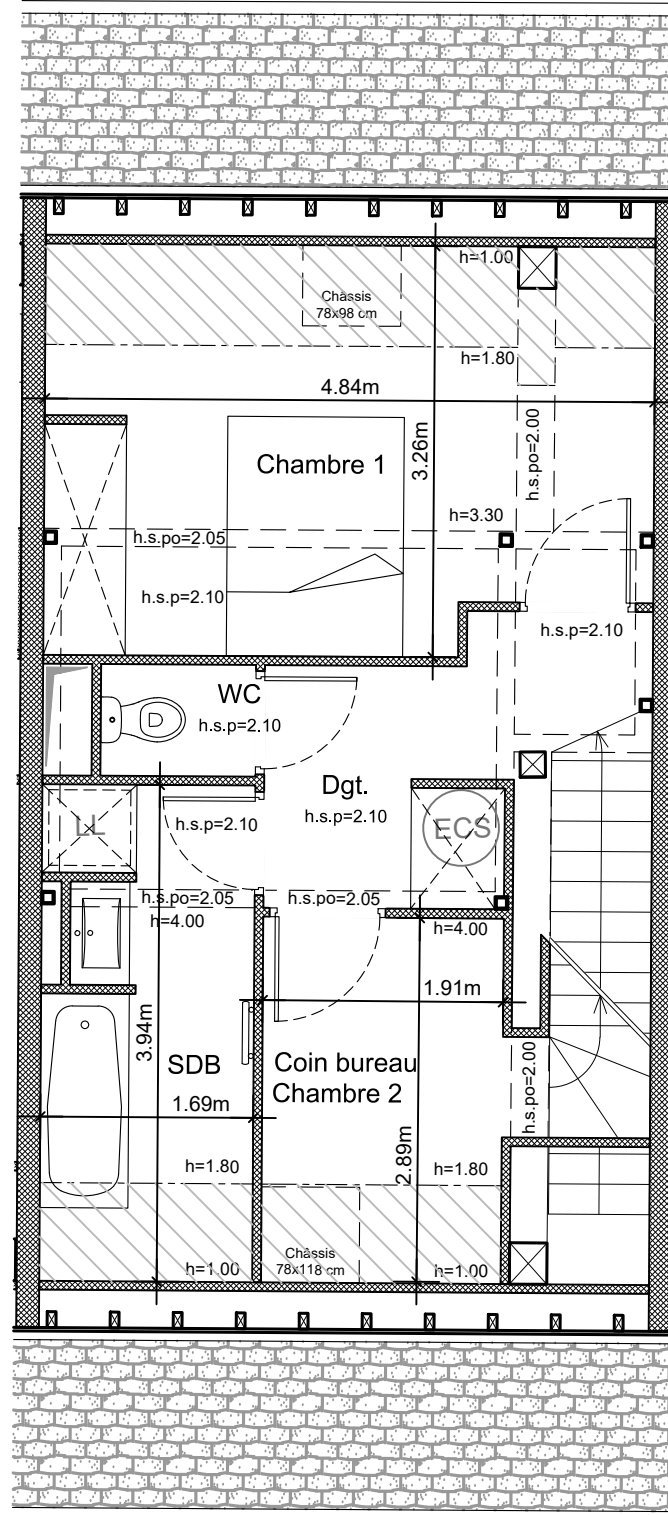 h=1.00
Châssis
78x98 cm
h=1.80
4.84m
3.26m
h.s.po=2.00
Chambre 1
h=3.30
h.s.po=2.05
h.s.p=2.10
h.s.p=2.10
WC
h.s.p=2.10
Dgt.
h.s.p=2.10
h.s.p=2.10
LL
ECS
h.s.po=2.05
h.s.po=2.05
h=4.00
h=4.00
1.91m
3.94m
SDB
Coin bureau
Chambre 2
h.s.po=2.00
1.69m
2.89m
h=1.80
h=1.80
Châssis
78x118 cm
h=1.00
h=1.00